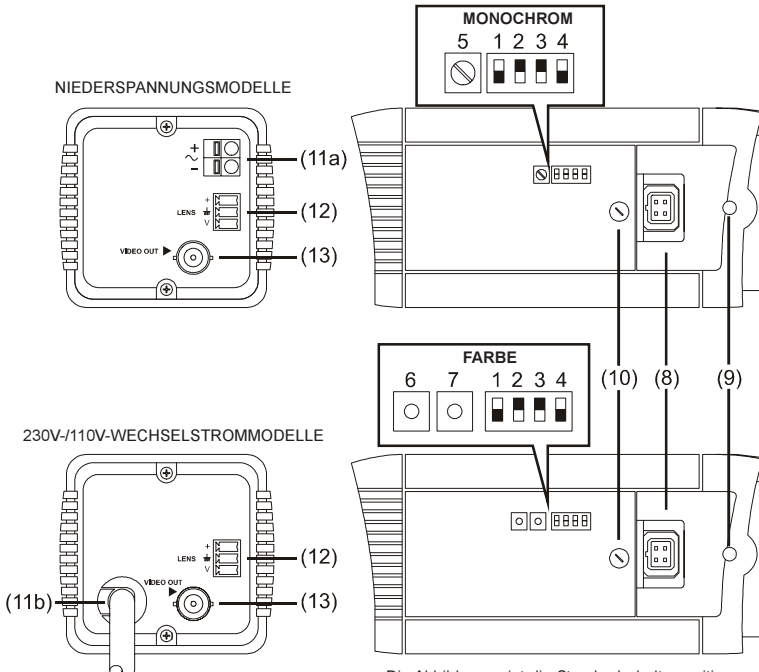 MONOCHROM
5 1 2 3 4
NIEDERSPANNUNGSMODELLE
+
~
−
(11a)
+
LENS
V
(12)
VIDEO OUT
(13)
FARBE
6 7 1 2 3 4
(10) (8) (9)
230V-/110V-WECHSELSTROMMODELLE
+
LENS
V
(12)
VIDEO OUT
(11b)
(13)